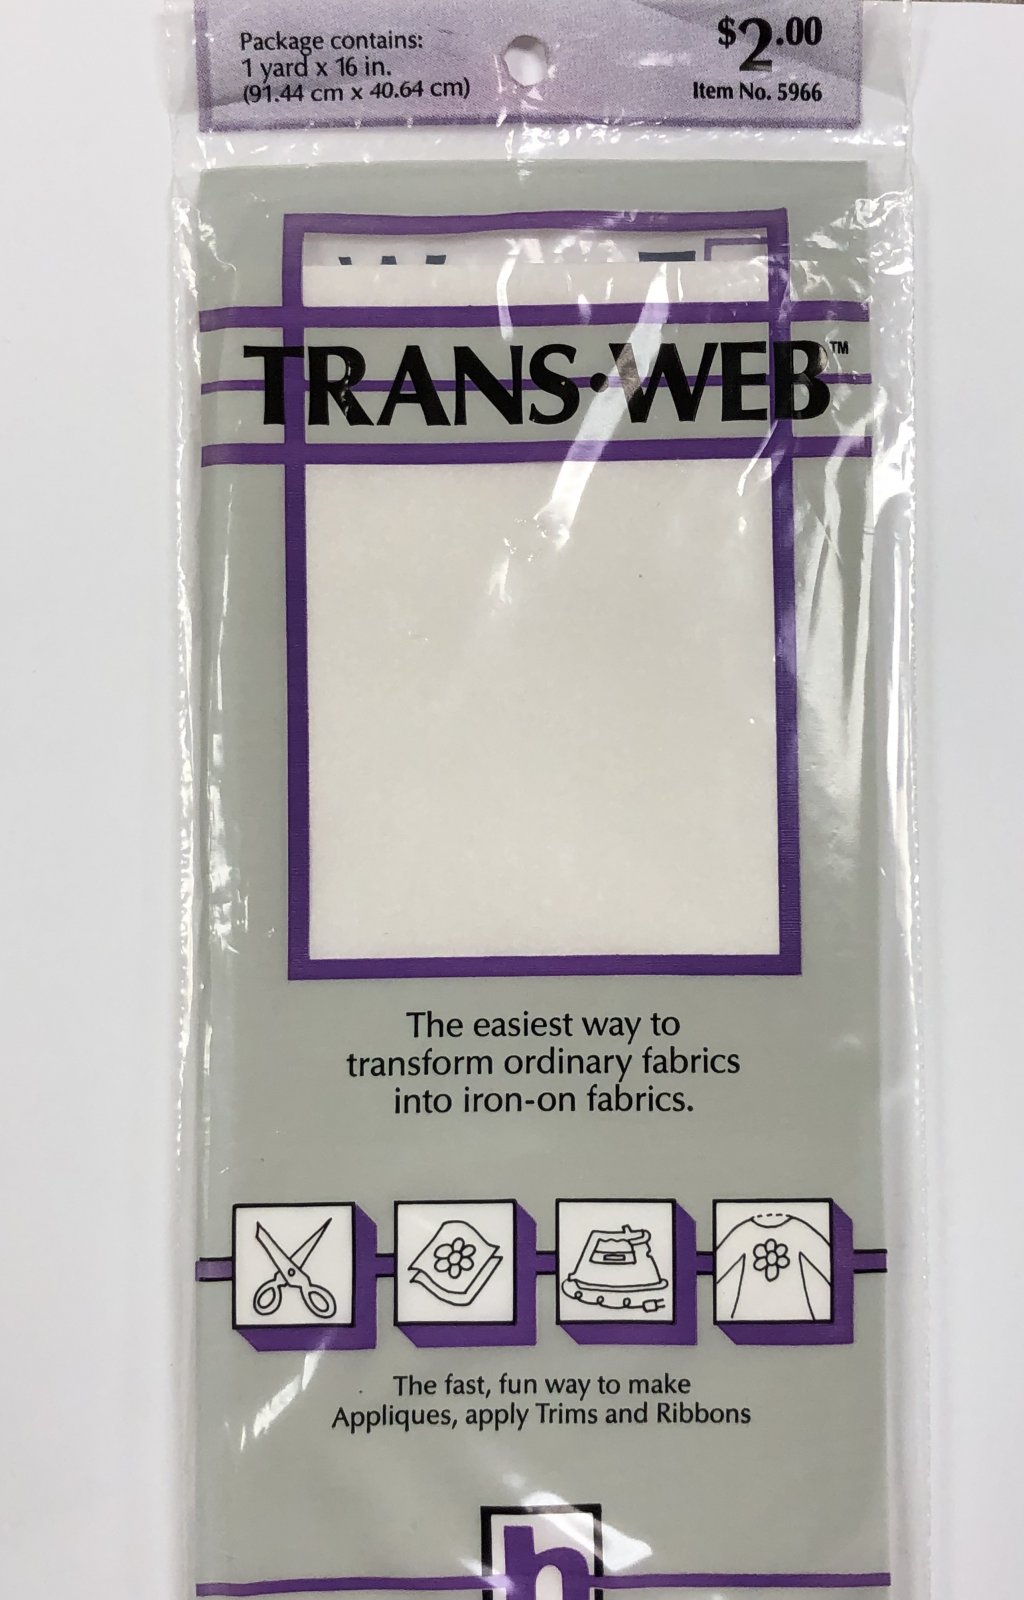 Package contains:
1 yard x 16 in.
(91.44 cm x 40.64 cm)
$2.00
Item No. 5966
TRANS•WEB™
The easiest way to
transform ordinary fabrics
into iron-on fabrics.
The fast, fun way to make
Appliques, apply Trims and Ribbons
h